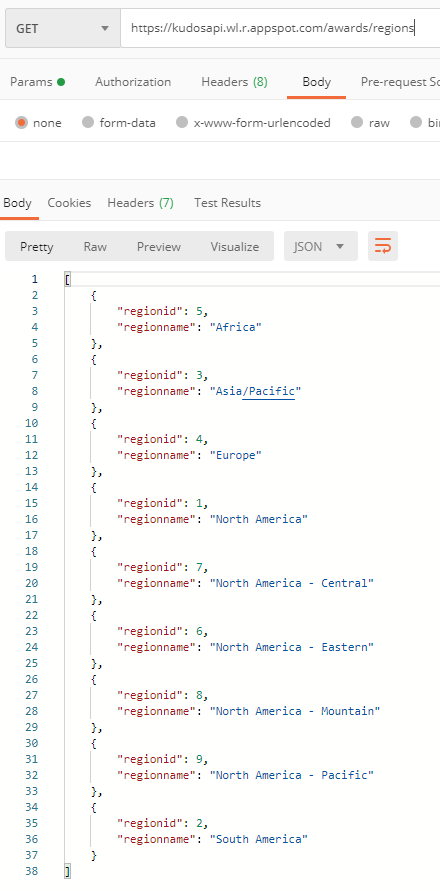 GET https://kudosapi.wl.r.appspot.com/awards/regions
Params Authorization Headers (8) Body Pre-request Sc
none form-data x-www-form-urlencoded raw bi
Body Cookies Headers (7) Test Results
Pretty Raw Preview Visualize JSON
1 [
2 {
3 "regionid": 5,
4 "regionname": "Africa"
5 },
6 {
7 "regionid": 3,
8 "regionname": "Asia/Pacific"
9 },
10 {
11 "regionid": 4,
12 "regionname": "Europe"
13 },
14 {
15 "regionid": 1,
16 "regionname": "North America"
17 },
18 {
19 "regionid": 7,
20 "regionname": "North America - Central"
21 },
22 {
23 "regionid": 6,
24 "regionname": "North America - Eastern"
25 },
26 {
27 "regionid": 8,
28 "regionname": "North America - Mountain"
29 },
30 {
31 "regionid": 9,
32 "regionname": "North America - Pacific"
33 },
34 {
35 "regionid": 2,
36 "regionname": "South America"
37 }
38 ]